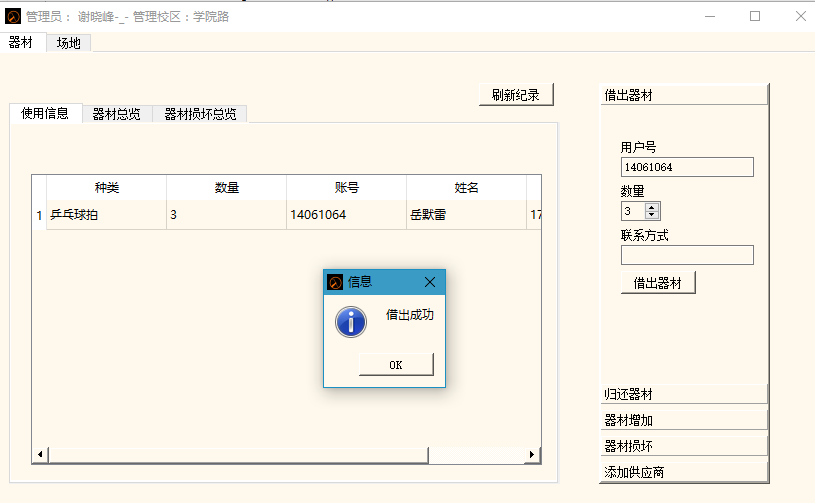 管理员： 谢晓峰-_- 管理校区：学院路
器材 场地
刷新纪录
使用信息 器材总览 器材损坏总览
种类 数量 账号 姓名
1 乒乓球拍 3 14061064 岳默雷 17
信息
借出成功
OK
借出器材
用户号
14061064
数量
3
联系方式
借出器材
归还器材
器材增加
器材损坏
添加供应商